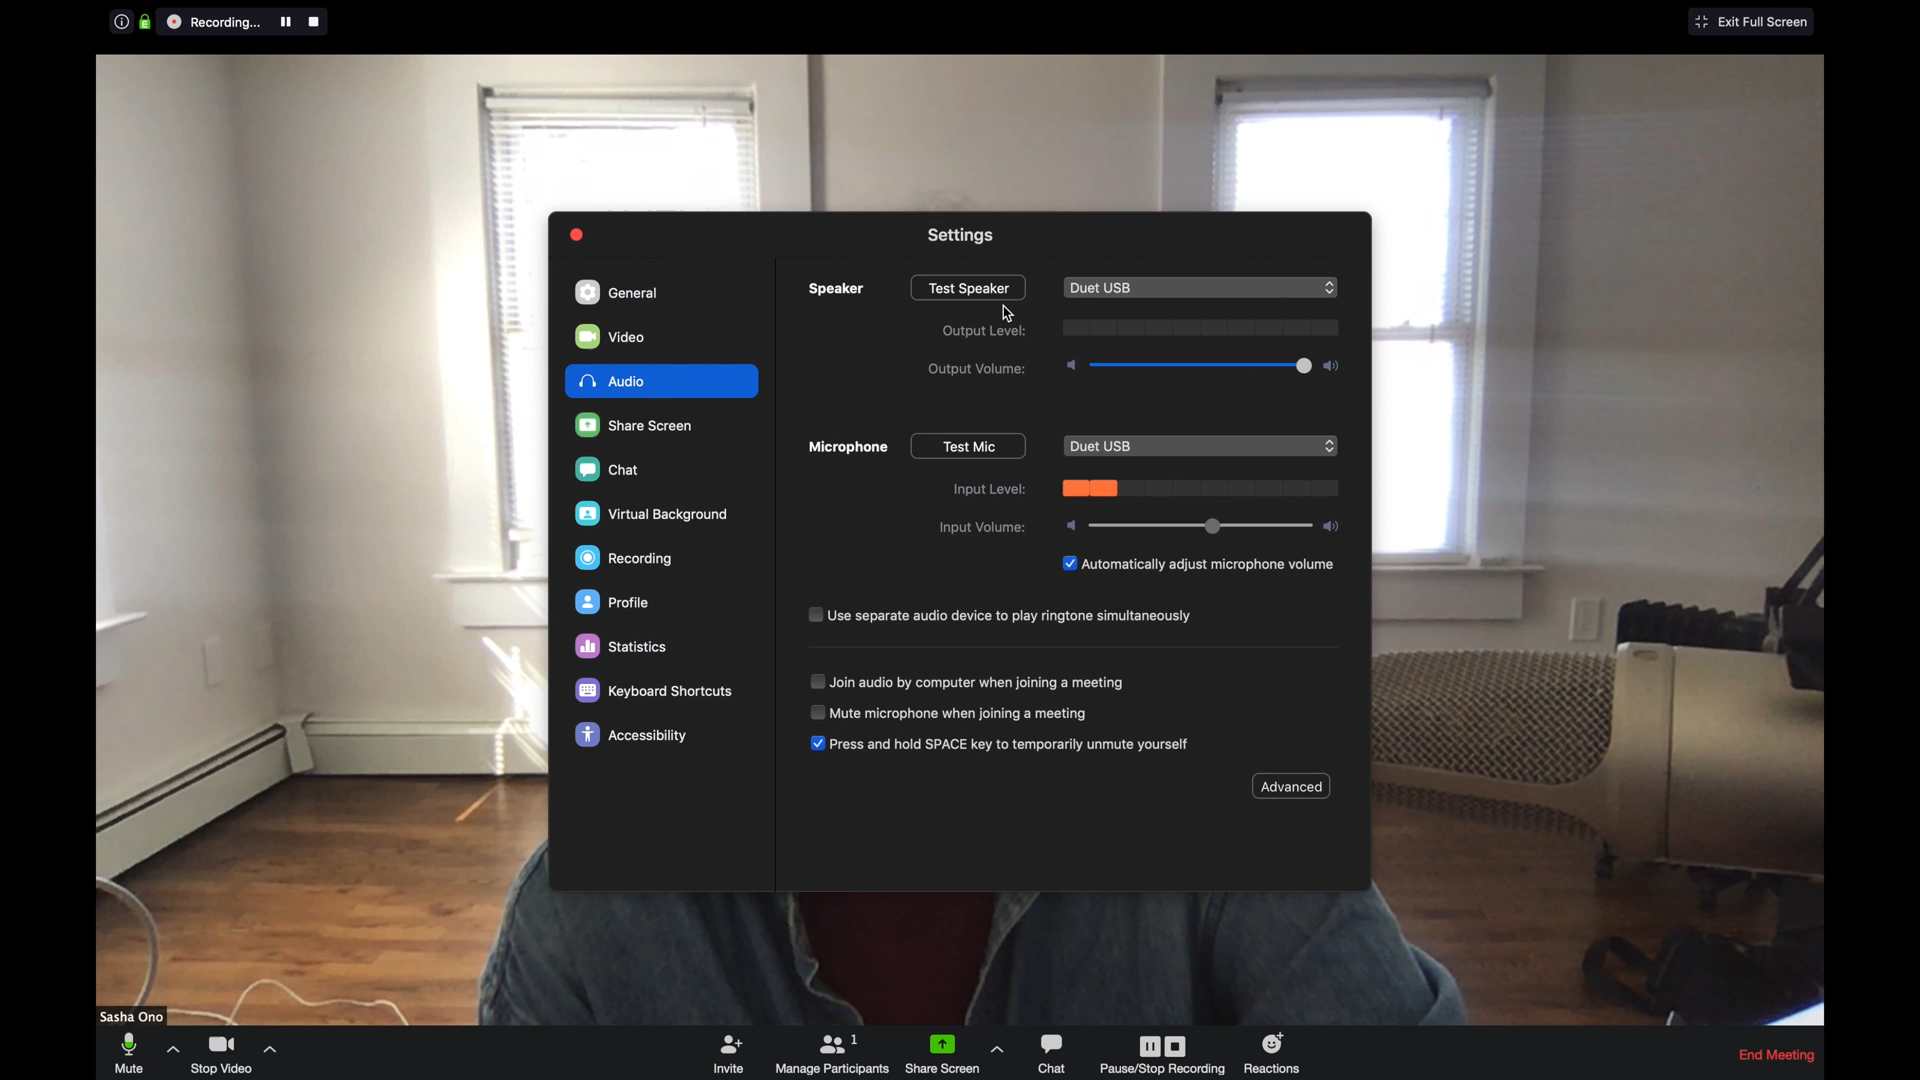 Recording...
Exit Full Screen
Settings
General
Video
Audio
Share Screen
Chat
Virtual Background
Recording
Profile
Statistics
Keyboard Shortcuts
Accessibility
Speaker
Test Speaker
Duet USB
Output Level:
Output Volume:
Microphone
Test Mic
Duet USB
Input Level:
Input Volume:
Automatically adjust microphone volume
Use separate audio device to play ringtone simultaneously
Join audio by computer when joining a meeting
Mute microphone when joining a meeting
Press and hold SPACE key to temporarily unmute yourself
Advanced
Sasha Ono
Mute
Stop Video
Invite
1
Manage Participants
Share Screen
Chat
Pause/Stop Recording
Reactions
End Meeting